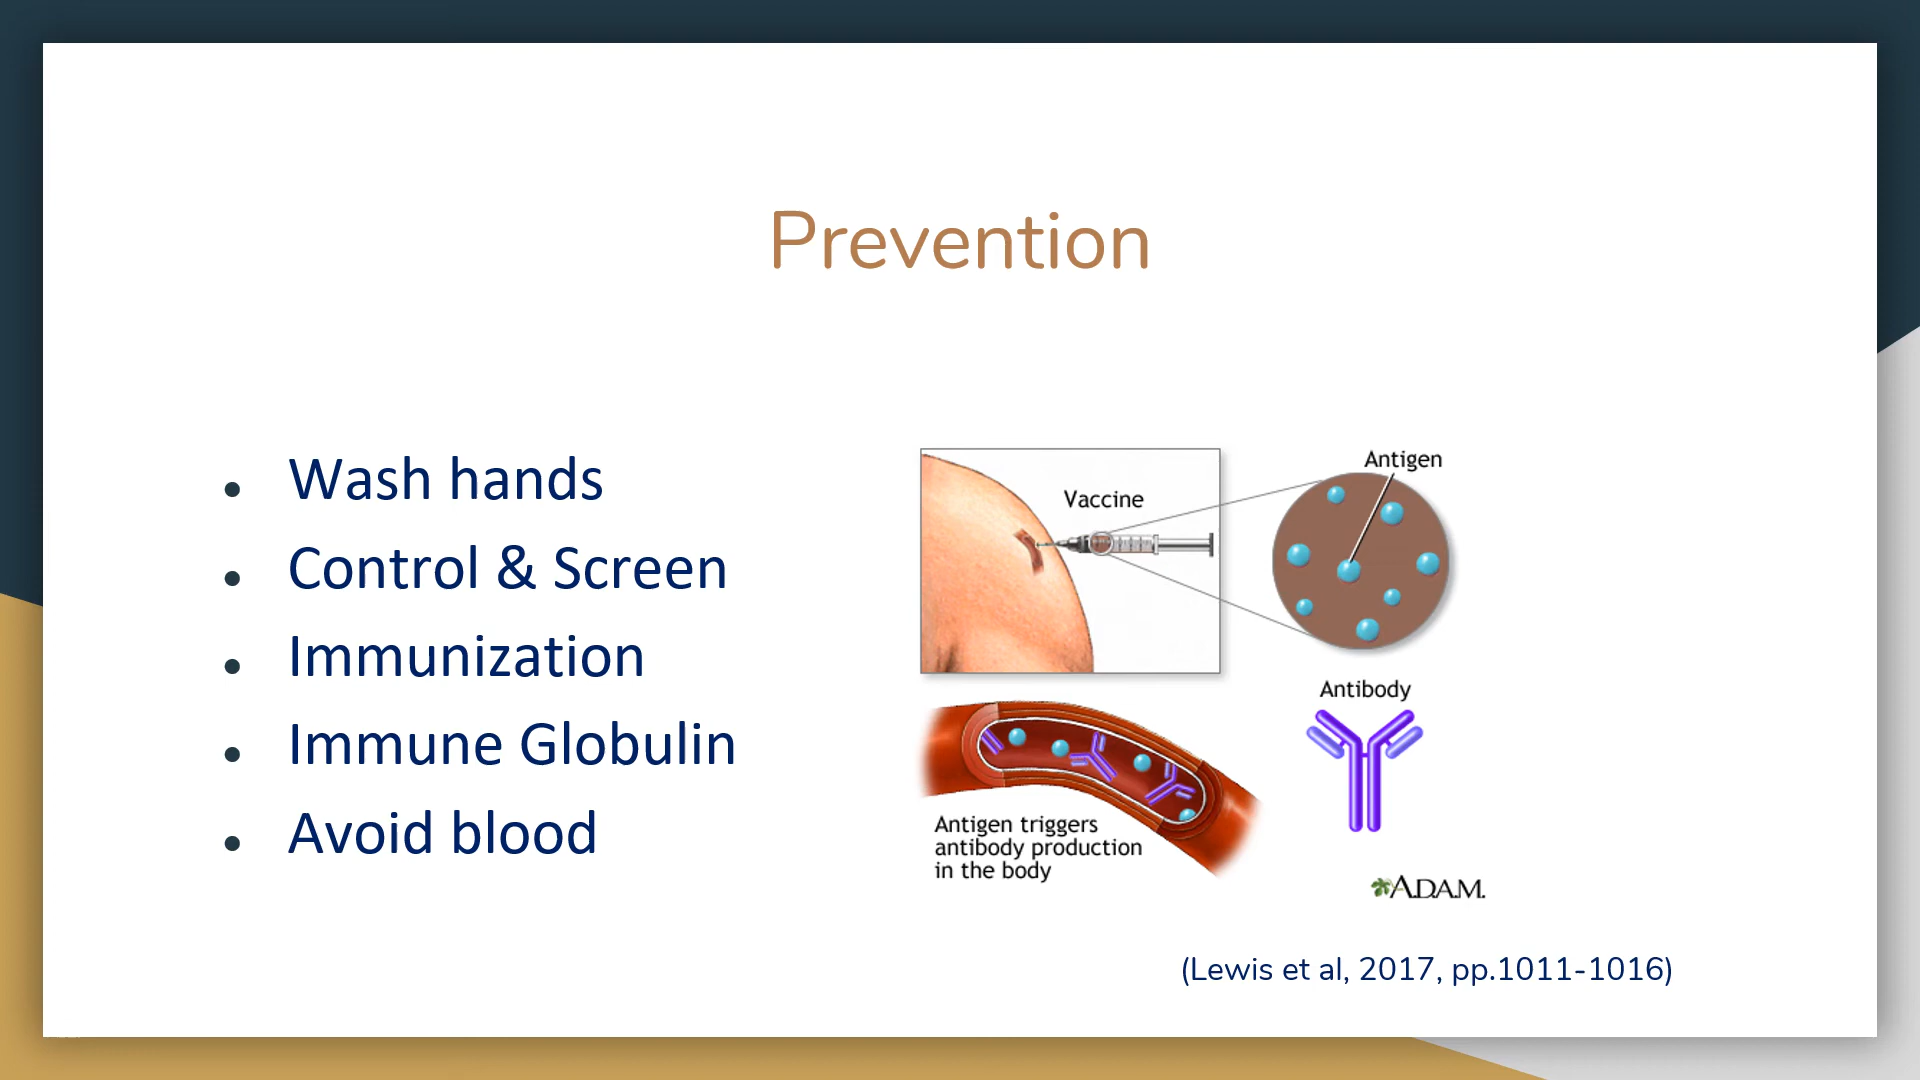 Prevention
Wash hands
Control & Screen
Immunization
Immune Globulin
Avoid blood
Vaccine
Antigen
Antibody
Antigen triggers
antibody production
in the body
A.D.A.M.
(Lewis et al, 2017, pp.1011-1016)